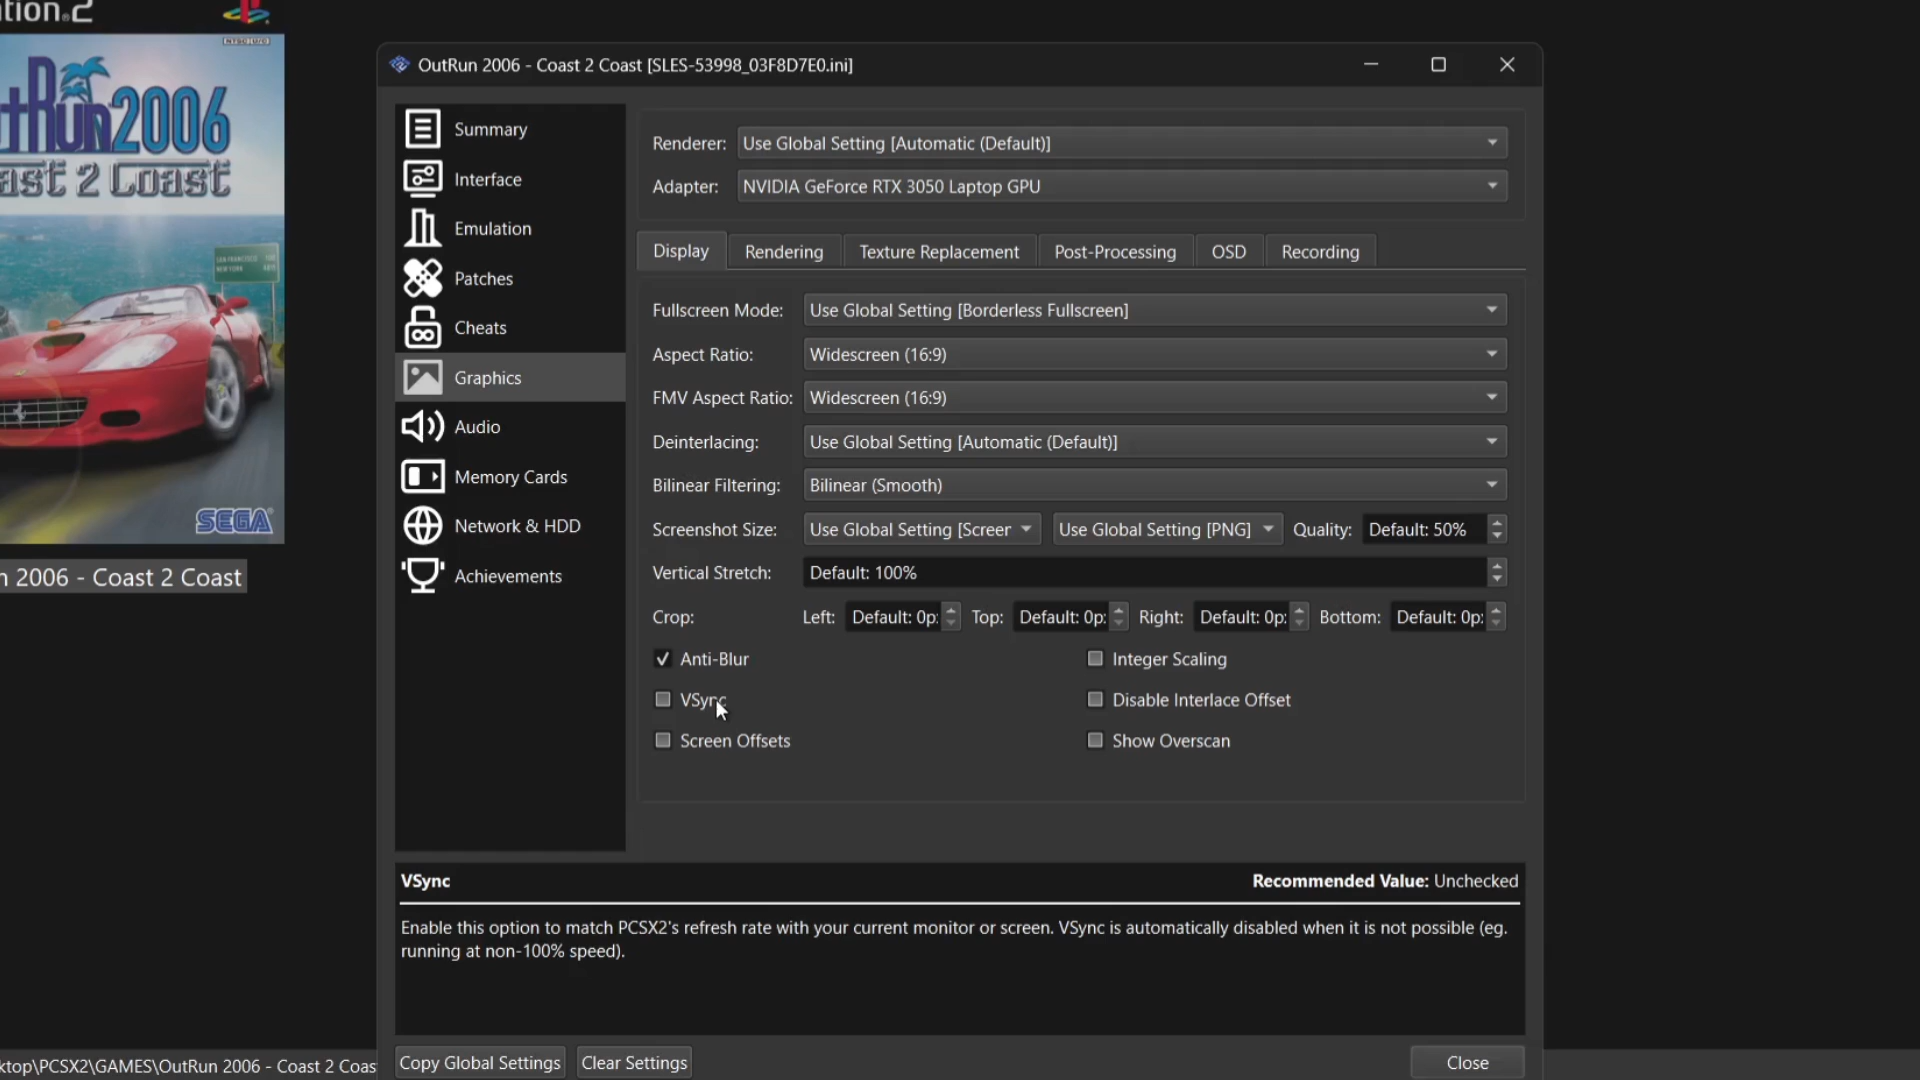 tion.2
tRun2006
ast 2 Coast
SEGA
n 2006 - Coast 2 Coast
OutRun 2006 - Coast 2 Coast [SLES-53998_03F8D7E0.ini]
Summary
Interface
Emulation
Patches
Cheats
Graphics
Audio
Memory Cards
Network & HDD
Achievements
Renderer: Use Global Setting [Automatic (Default)]
Adapter: NVIDIA GeForce RTX 3050 Laptop GPU
Display Rendering Texture Replacement Post-Processing OSD Recording
Fullscreen Mode: Use Global Setting [Borderless Fullscreen]
Aspect Ratio: Widescreen (16:9)
FMV Aspect Ratio: Widescreen (16:9)
Deinterlacing: Use Global Setting [Automatic (Default)]
Bilinear Filtering: Bilinear (Smooth)
Screenshot Size: Use Global Setting [Screer Use Global Setting [PNG] Quality: Default: 50%
Vertical Stretch: Default: 100%
Crop: Left: Default: 0p: Top: Default: 0p: Right: Default: 0p: Bottom: Default: 0p:
Anti-Blur Integer Scaling
VSync Disable Interlace Offset
Screen Offsets Show Overscan
VSync Recommended Value: Unchecked
Enable this option to match PCSX2's refresh rate with your current monitor or screen. VSync is automatically disabled when it is not possible (eg.
running at non-100% speed).
ktop\PCSX2\GAMES\OutRun 2006 - Coast 2 Coas
Copy Global Settings Clear Settings Close